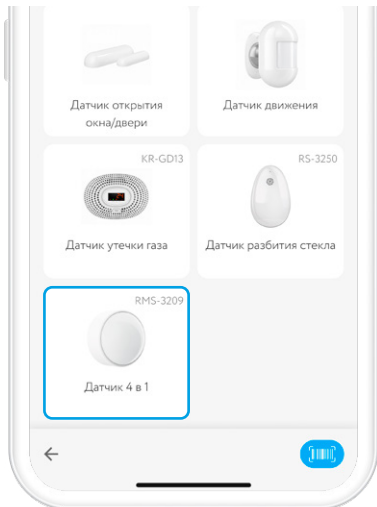 Датчик открытия
окна/двери
Датчик движения
KR-GD13
Датчик утечки газа
RS-3250
Датчик разбития стекла
RMS-3209
Датчик 4 в 1